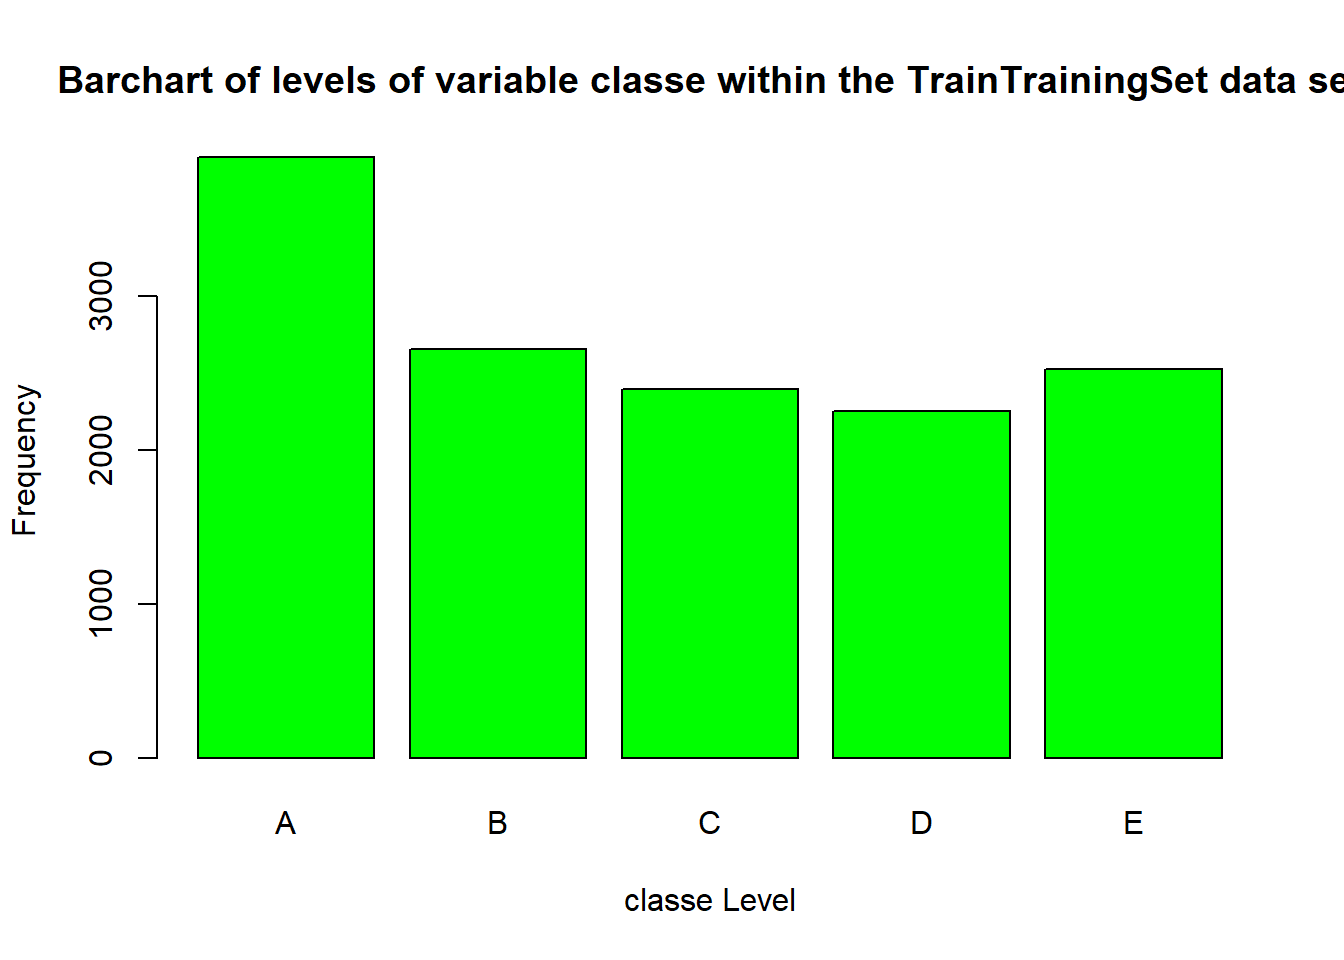 Barchart of levels of variable classe within the TrainTrainingSet data se
3000
2000
1000
0
Frequency
A B C D E
classe Level